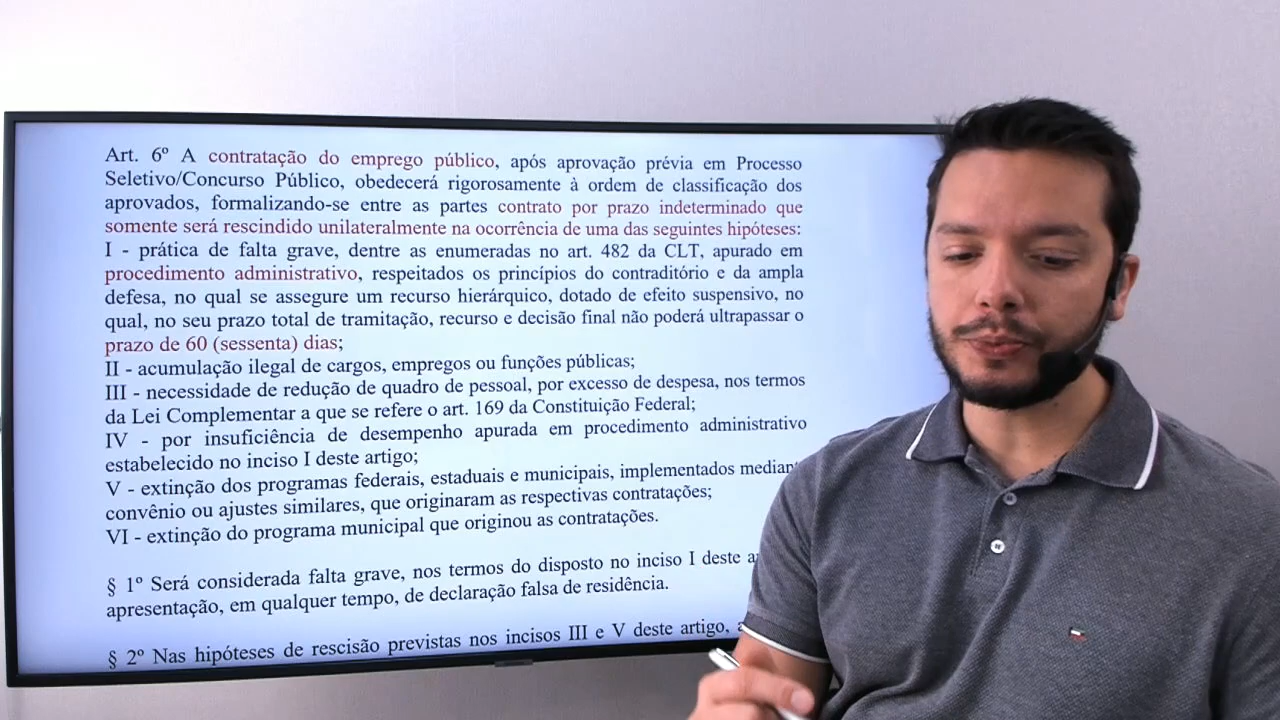 Art. 6º A contratação do emprego público, após aprovação prévia em Processo
Seletivo/Concurso Público, obedecerá rigorosamente à ordem de classificação dos
aprovados, formalizando-se entre as partes contrato por prazo indeterminado que
somente será rescindido unilateralmente na ocorrência de uma das seguintes hipóteses:
I - prática de falta grave, dentre as enumeradas no art. 482 da CLT, apurado em
procedimento administrativo, respeitados os princípios do contraditório e da ampla
defesa, no qual se assegure um recurso hierárquico, dotado de efeito suspensivo, no
qual, no seu prazo total de tramitação, recurso e decisão final não poderá ultrapassar o
prazo de 60 (sessenta) dias;
II - acumulação ilegal de cargos, empregos ou funções públicas;
III - necessidade de redução de quadro de pessoal, por excesso de despesa, nos termos
da Lei Complementar a que se refere o art. 169 da Constituição Federal;
IV - por insuficiência de desempenho apurada em procedimento administrativo
estabelecido no inciso I deste artigo;
V - extinção dos programas federais, estaduais e municipais, implementados
convênio ou ajustes similares, que originaram as respectivas contratações;
VI - extinção do programa municipal que originou as contratações.
§ 1º Será considerada falta grave, nos termos do disposto no inciso I deste
apresentação, em qualquer tempo, de declaração falsa de residência.
§ 2º Nas hipóteses de rescisão previstas nos incisos III e V deste artigo,